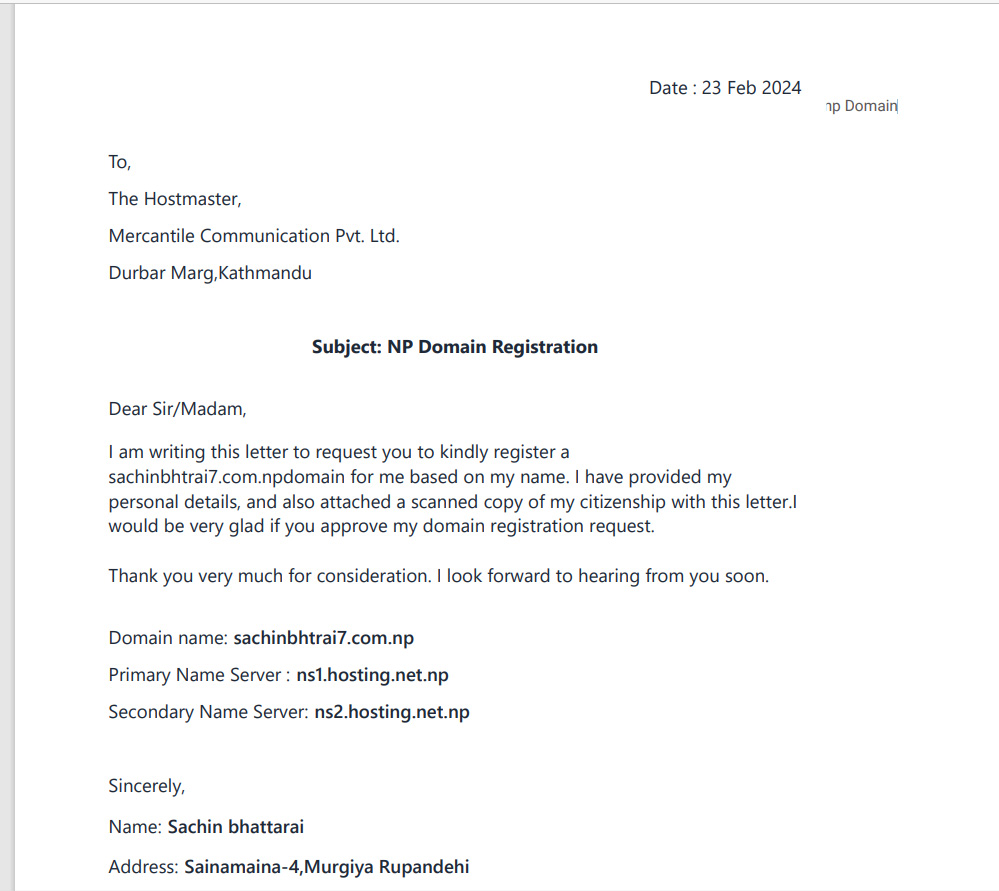 Date : 23 Feb 2024
np Domain
To,
The Hostmaster,
Mercantile Communication Pvt. Ltd.
Durbar Marg,Kathmandu
Subject: NP Domain Registration
Dear Sir/Madam,
I am writing this letter to request you to kindly register a
sachinbhtrai7.com.npdomain for me based on my name. I have provided my
personal details, and also attached a scanned copy of my citizenship with this letter.I
would be very glad if you approve my domain registration request.
Thank you very much for consideration. I look forward to hearing from you soon.
Domain name: sachinbhtrai7.com.np
Primary Name Server : ns1.hosting.net.np
Secondary Name Server: ns2.hosting.net.np
Sincerely,
Name: Sachin bhattarai
Address: Sainamaina-4,Murgiya Rupandehi